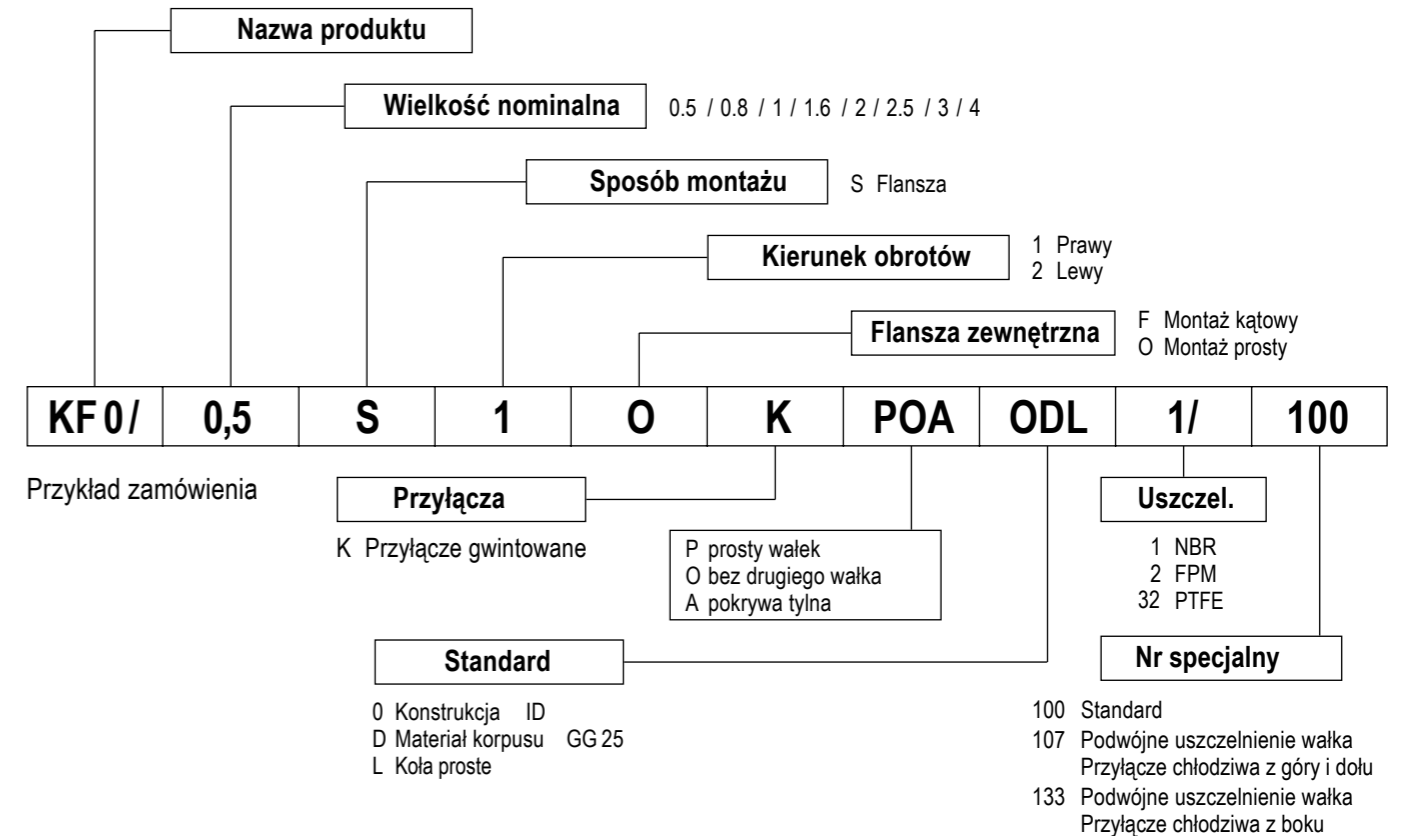 Nazwa produktu
Wielkość nominalna 0.5 / 0.8 / 1 / 1.6 / 2 / 2.5 / 3 / 4
Sposób montażu S Flansza
Kierunek obrotów
1 Prawy
2 Lewy
Flansza zewnętrzna
F Montaż kątowy
O Montaż prosty
KF 0/ 0,5 S 1 O K POA ODL 1/ 100
Przykład zamówienia
Przyłącza
K Przyłącze gwintowane
P prosty wałek
O bez drugiego wałka
A pokrywa tylna
Uszczel.
1 NBR
2 FPM
32 PTFE
Standard
0 Konstrukcja ID
D Materiał korpusu GG 25
L Koła proste
Nr specjalny
100 Standard
107 Podwójne uszczelnienie wałka
Przyłącze chłodziwa z góry i dołu
133 Podwójne uszczelnienie wałka
Przyłącze chłodziwa z boku